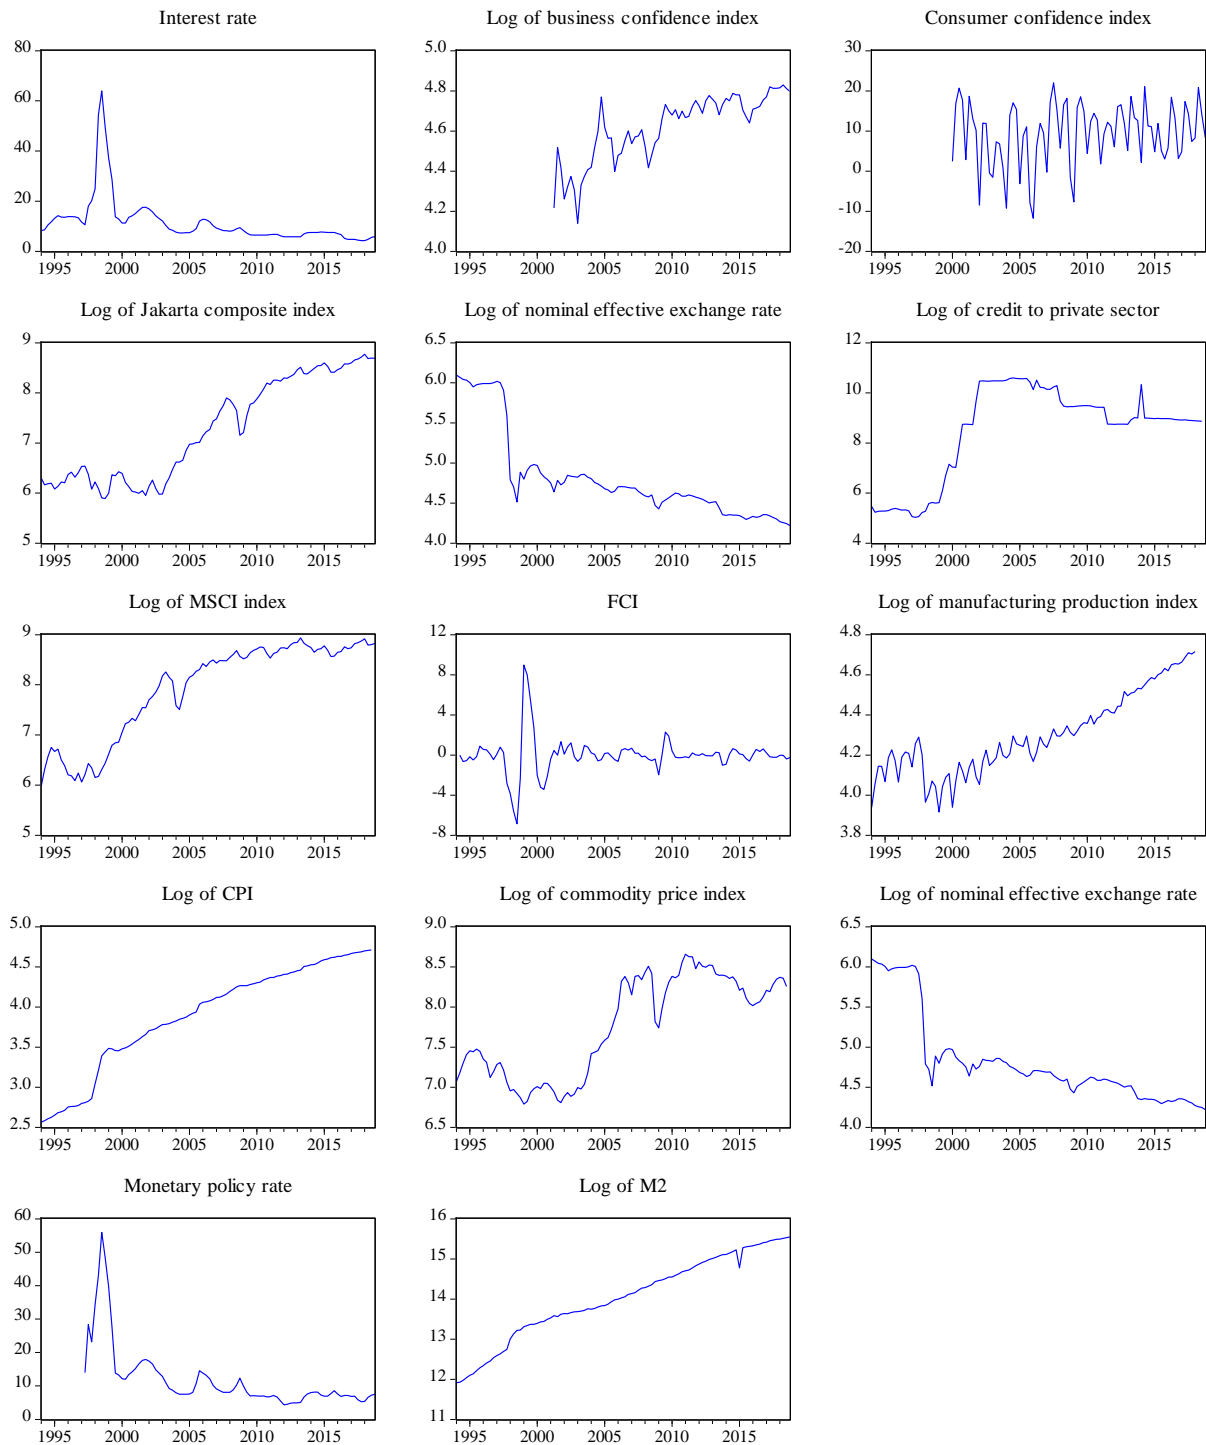 Interest rate
80
60
40
20
0
1995 2000 2005 2010 2015
Log of business confidence index
5.0
4.8
4.6
4.4
4.2
4.0
1995 2000 2005 2010 2015
Consumer confidence index
30
20
10
0
-10
-20
1995 2000 2005 2010 2015
Log of Jakarta composite index
9
8
7
6
5
1995 2000 2005 2010 2015
Log of nominal effective exchange rate
6.5
6.0
5.5
5.0
4.5
4.0
1995 2000 2005 2010 2015
Log of credit to private sector
12
10
8
6
4
1995 2000 2005 2010 2015
Log of MSCI index
9
8
7
6
5
1995 2000 2005 2010 2015
FCI
12
8
4
0
-4
-8
1995 2000 2005 2010 2015
Log of manufacturing production index
4.8
4.6
4.4
4.2
4.0
3.8
1995 2000 2005 2010 2015
Log of CPI
5.0
4.5
4.0
3.5
3.0
2.5
1995 2000 2005 2010 2015
Log of commodity price index
9.0
8.5
8.0
7.5
7.0
6.5
1995 2000 2005 2010 2015
Log of nominal effective exchange rate
6.5
6.0
5.5
5.0
4.5
4.0
1995 2000 2005 2010 2015
Monetary policy rate
60
50
40
30
20
10
0
1995 2000 2005 2010 2015
Log of M2
16
15
14
13
12
11
1995 2000 2005 2010 2015